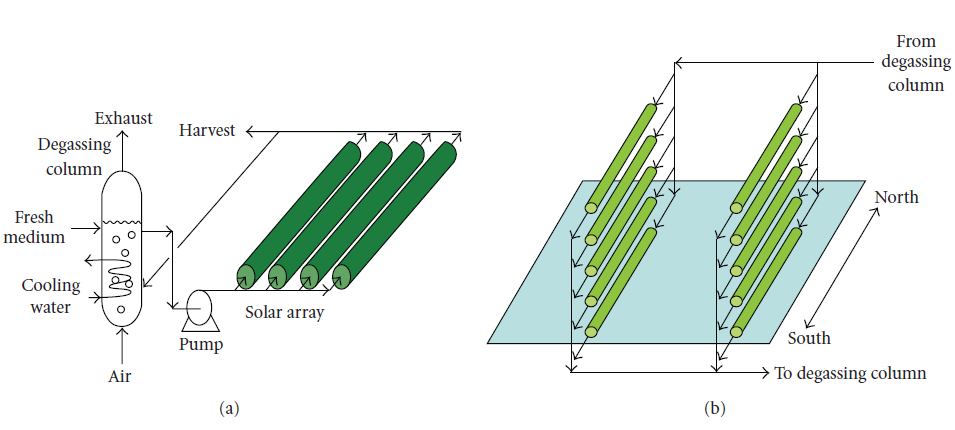 Exhaust
Degassing
column
Harvest
Fresh
medium
Cooling
water
Solar array
Pump
Air
(a)
From
degassing
column
North
South
To degassing column
(b)